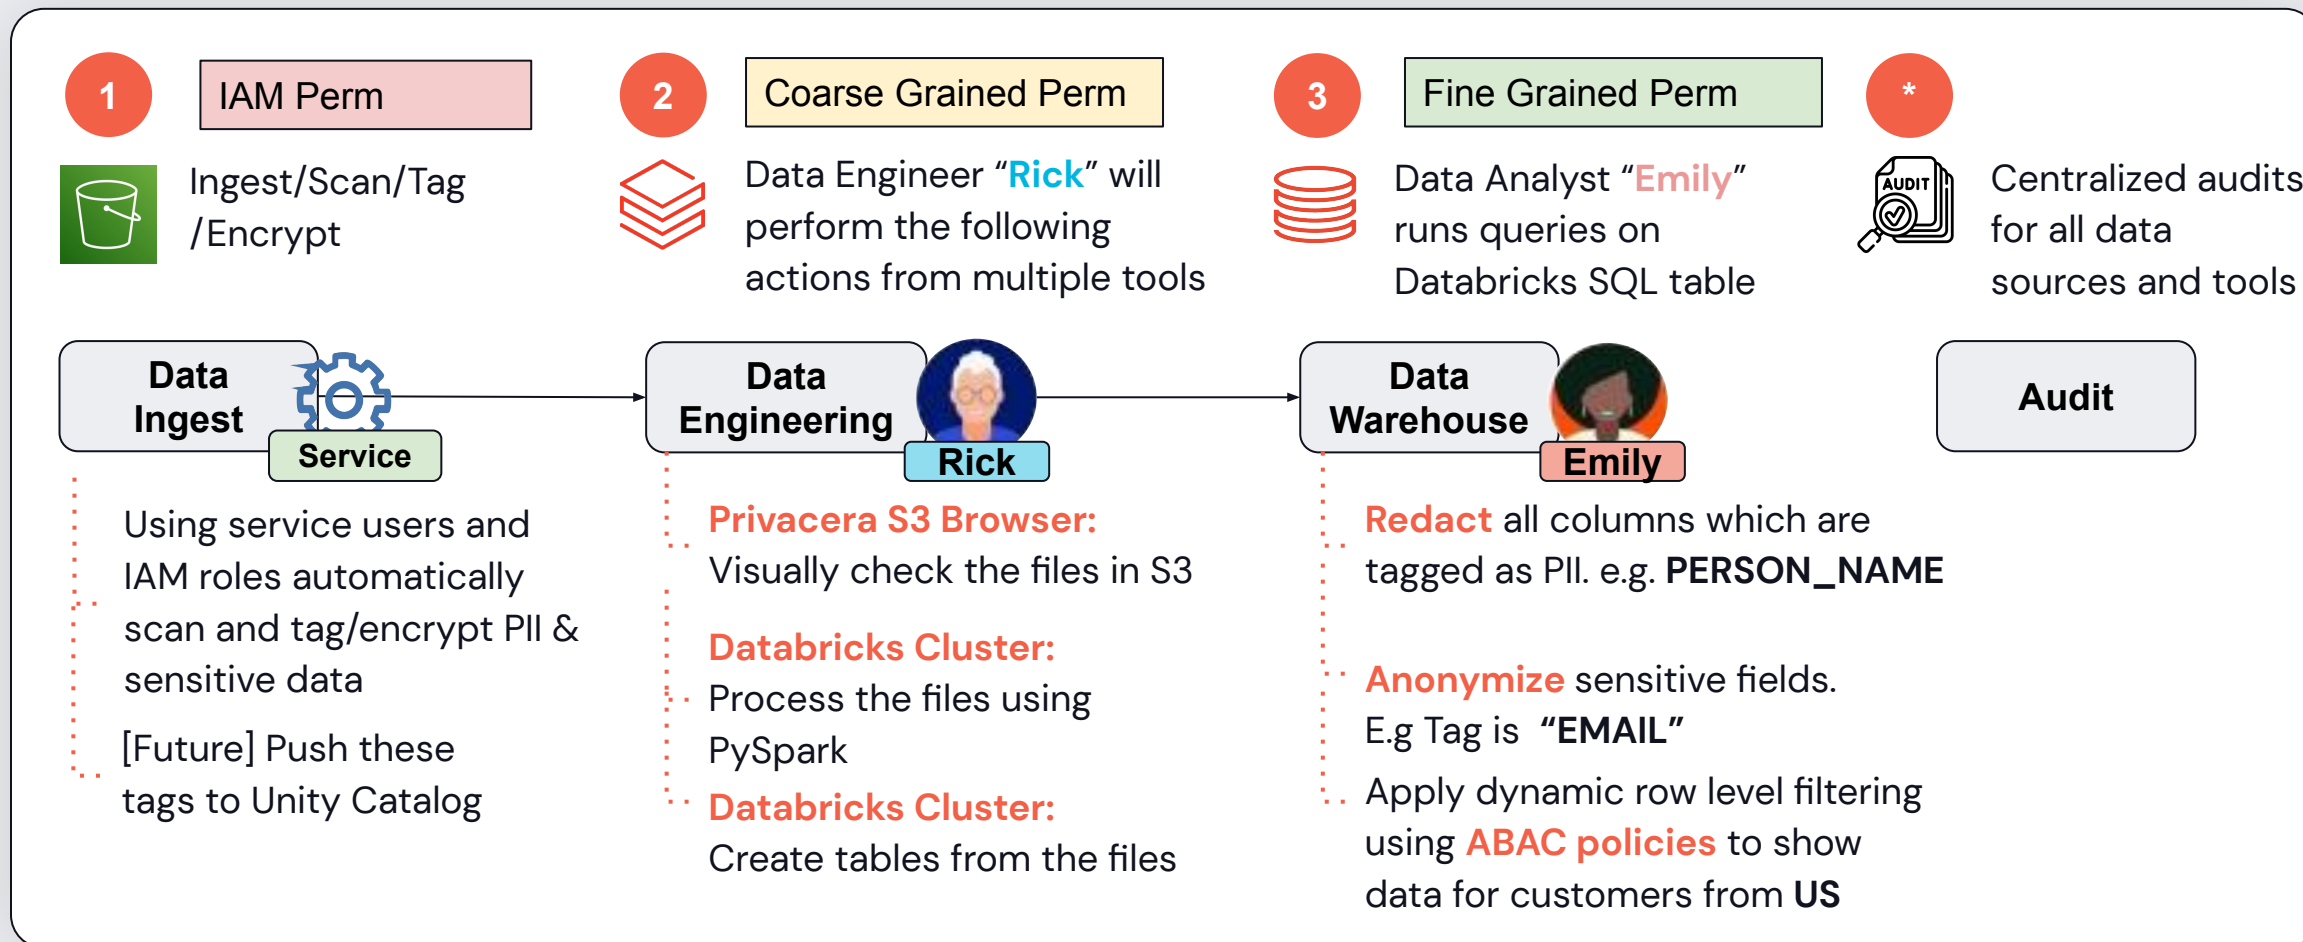 1
IAM Perm
Ingest/Scan/Tag
/Encrypt
2
Coarse Grained Perm
Data Engineer “Rick” will
perform the following
actions from multiple tools
3
Fine Grained Perm
Data Analyst “Emily”
runs queries on
Databricks SQL table
*
AUDIT
Centralized audits
for all data
sources and tools
Data
Ingest
Service
Data
Engineering
Rick
Data
Warehouse
Emily
Audit
Using service users and
IAM roles automatically
scan and tag/encrypt PII &
sensitive data
[Future] Push these
tags to Unity Catalog
Privacera S3 Browser:
Visually check the files in S3
Databricks Cluster:
Process the files using
PySpark
Databricks Cluster:
Create tables from the files
Redact all columns which are
tagged as PII. e.g. PERSON_NAME
Anonymize sensitive fields.
E.g Tag is “EMAIL”
Apply dynamic row level filtering
using ABAC policies to show
data for customers from US